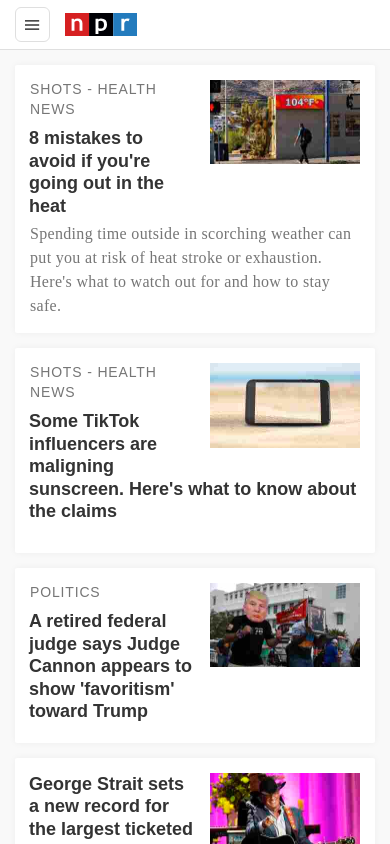 npr
SHOTS - HEALTH
NEWS
8 mistakes to
avoid if you're
going out in the
heat
104°F
Spending time outside in scorching weather can
put you at risk of heat stroke or exhaustion.
Here's what to watch out for and how to stay
safe.
SHOTS - HEALTH
NEWS
Some TikTok
influencers are
maligning
sunscreen. Here's what to know about
the claims
POLITICS
A retired federal
judge says Judge
Cannon appears to
show 'favoritism'
toward Trump
George Strait sets
a new record for
the largest ticketed